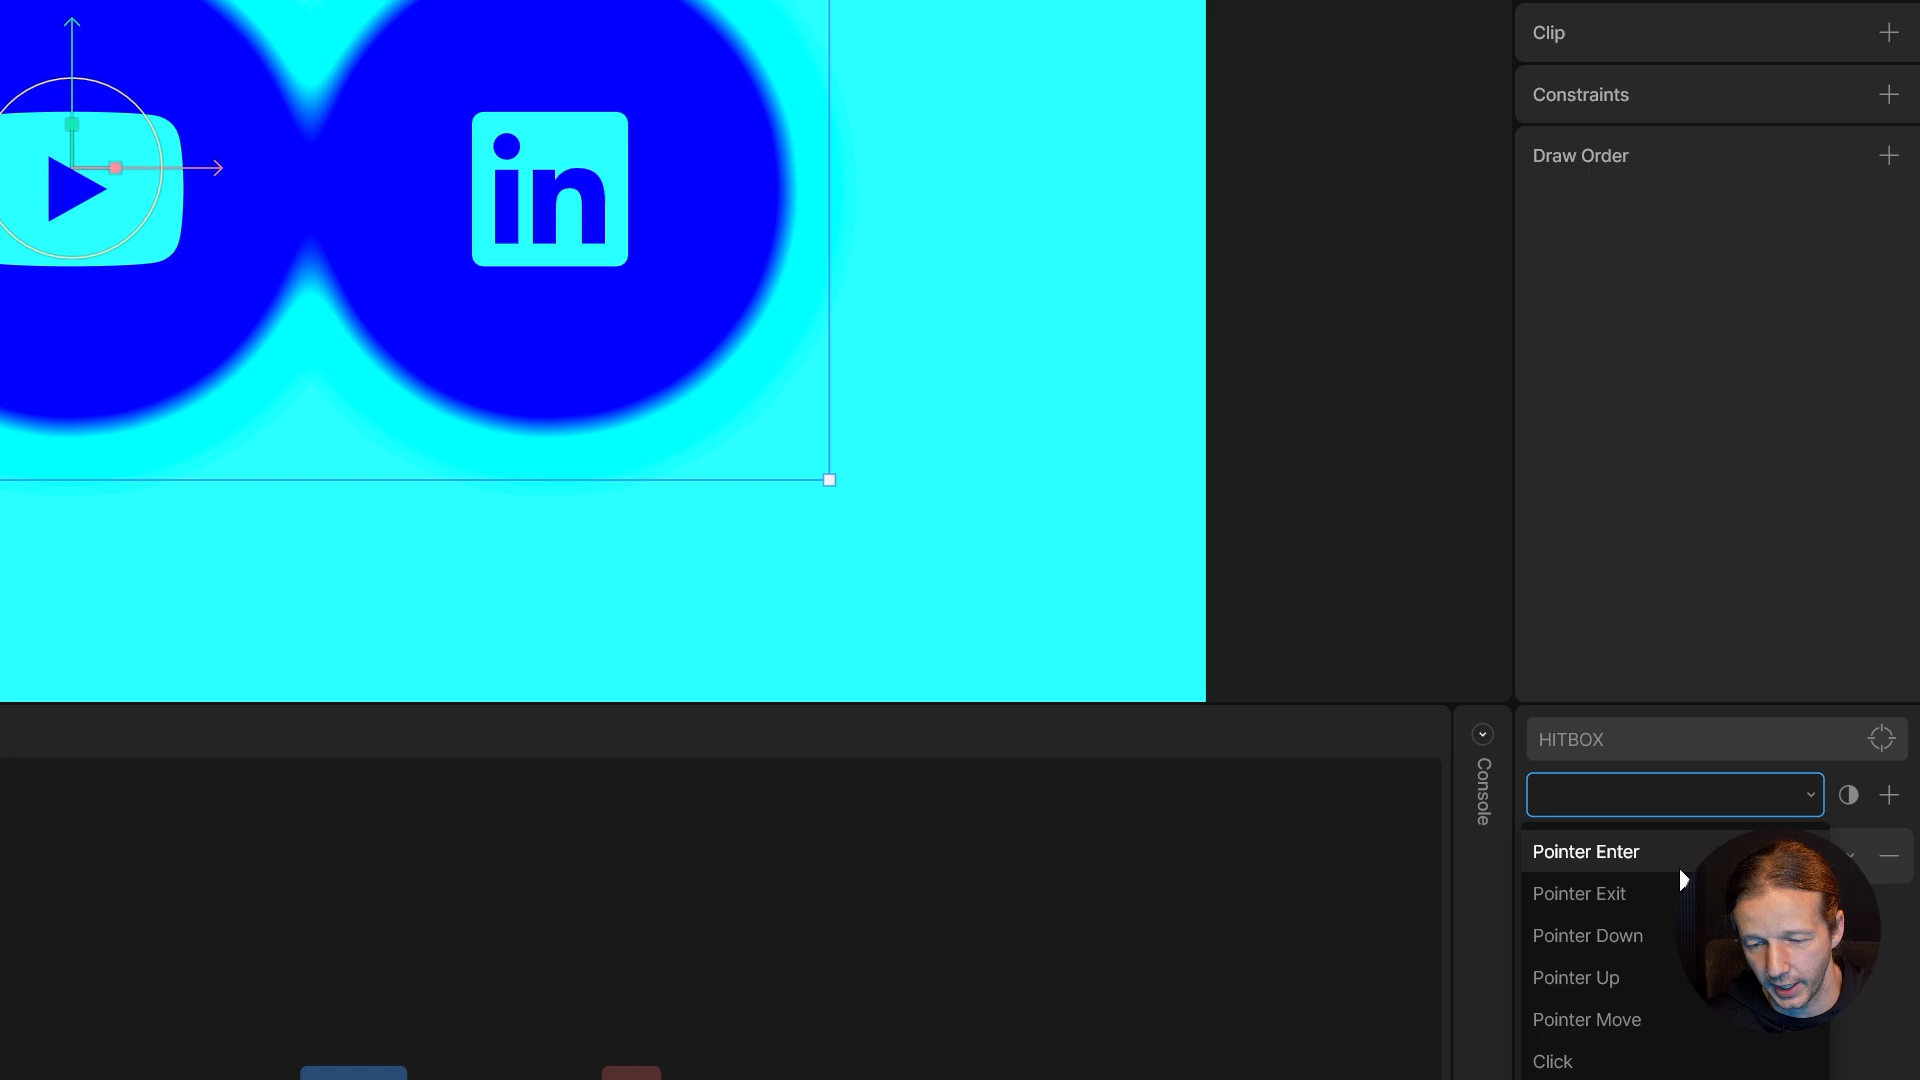 Clip
Constraints
Draw Order
in
HITBOX
Console
Pointer Enter
Pointer Exit
Pointer Down
Pointer Up
Pointer Move
Click